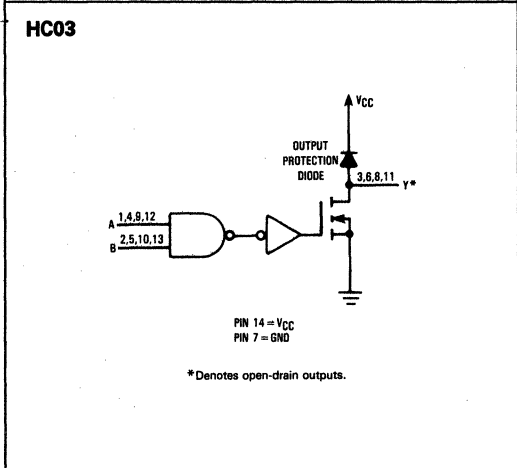 HC03
VCC
OUTPUT
PROTECTION
DIODE
3,6,8,11
Y*
A 1,4,9,12
B 2,5,10,13
PIN 14 = VCC
PIN 7 = GND
*Denotes open-drain outputs.